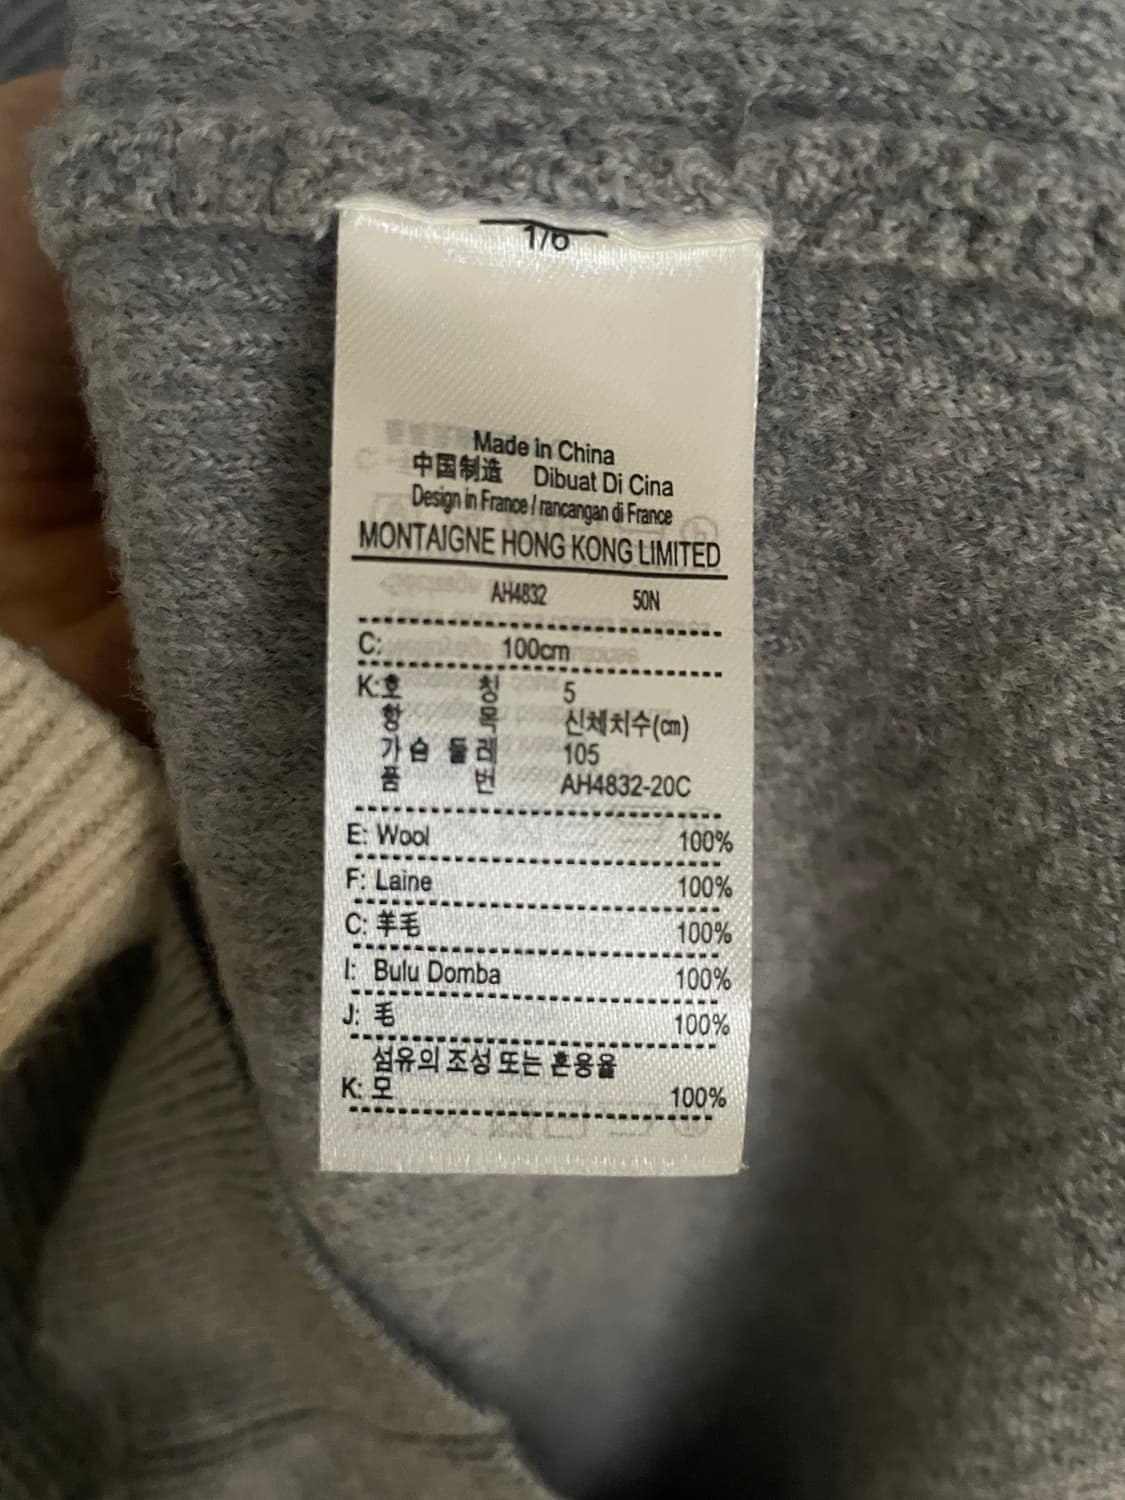 1/6
Made in China
中国制造 Dibuat Di Cina
Design in France / rancangan di France
MONTAIGNE HONG KONG LIMITED
AH4832 50N
C: 100cm
K:호 칭 5
항 목 신체치수(㎝)
가 슴 둘 레 105
품 번 AH4832-20C
E: Wool 100%
F: Laine 100%
C: 羊毛 100%
I: Bulu Domba 100%
J: 毛 100%
섬유의 조성 또는 혼용율
K: 모 100%